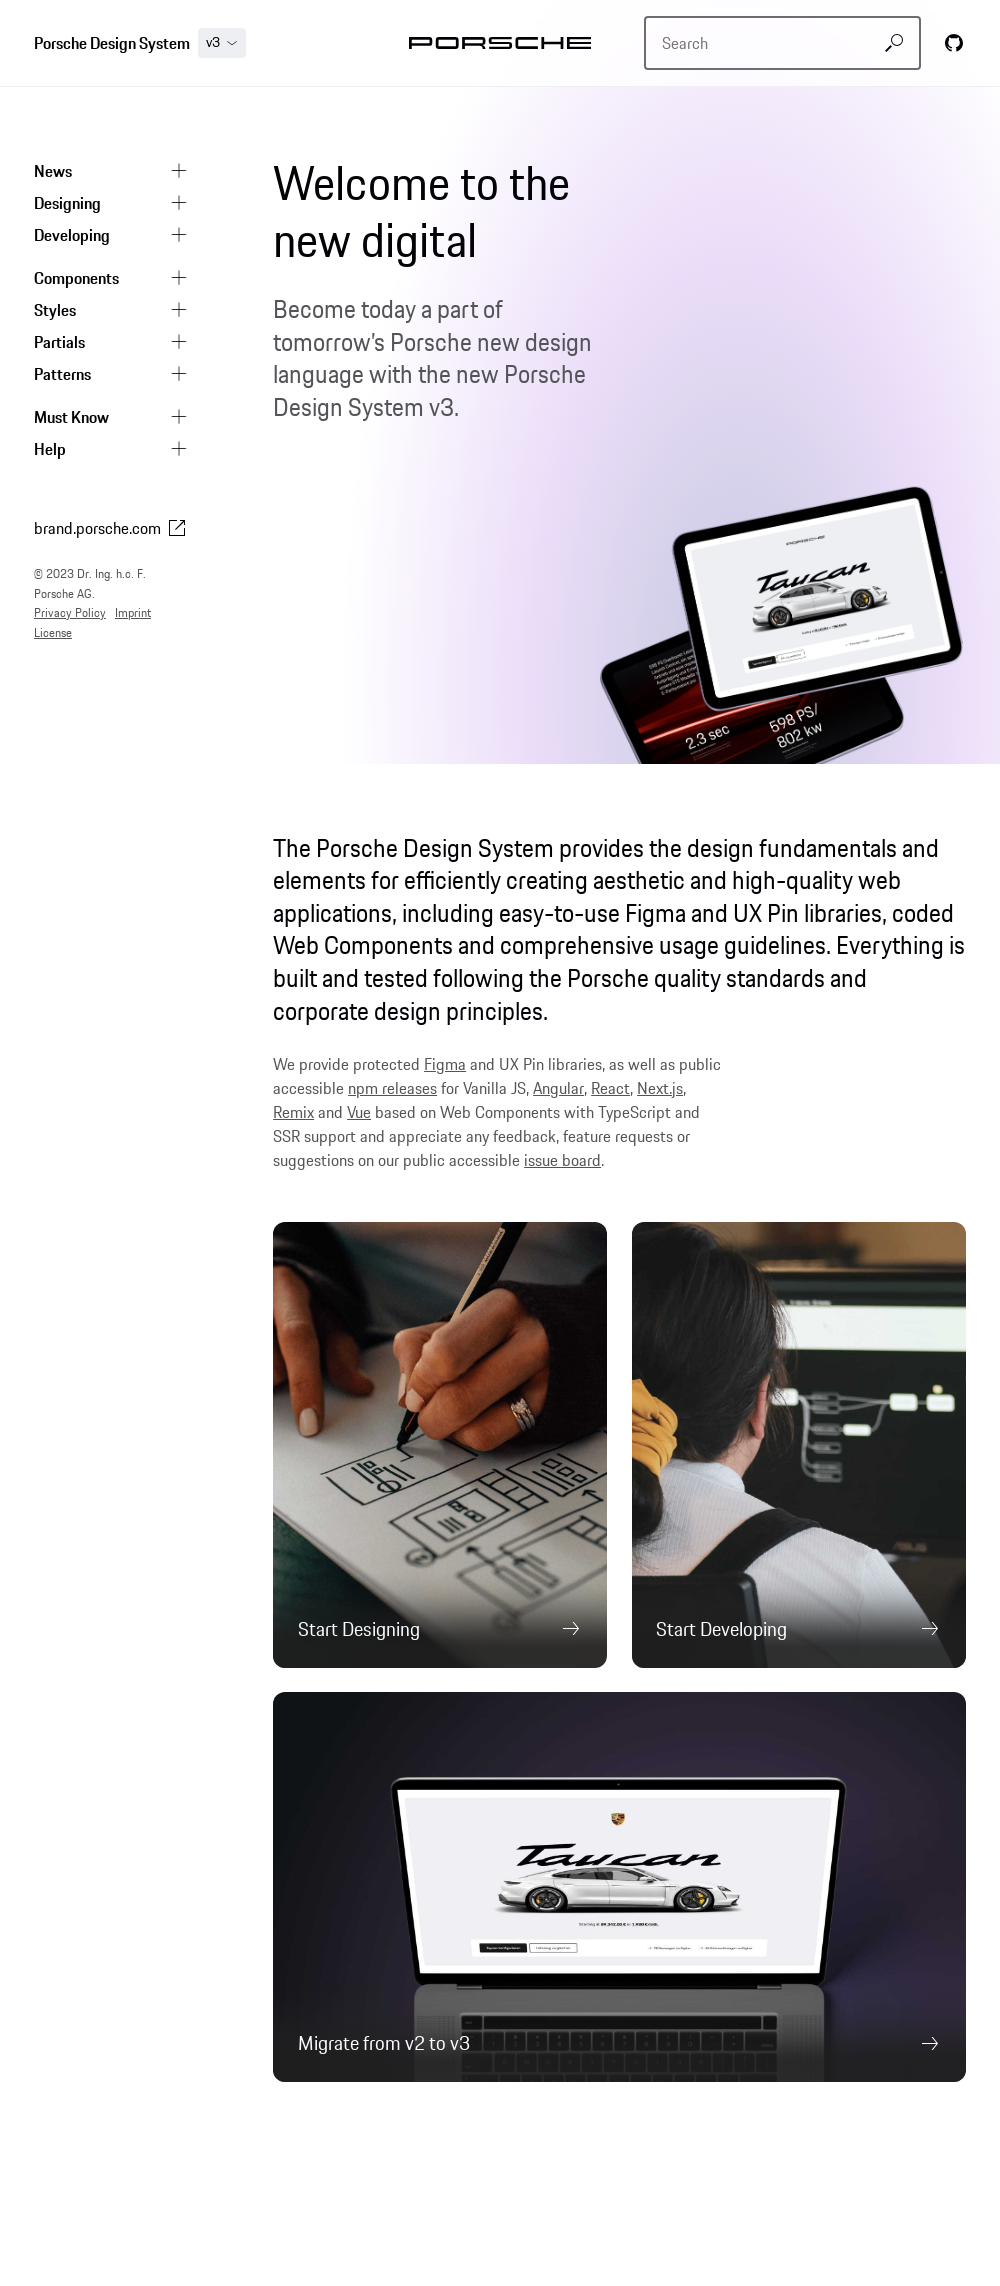 Porsche Design System
v3
PORSCHE
Search
News
Designing
Developing
Components
Styles
Partials
Patterns
Must Know
Help
brand.porsche.com
© 2023 Dr. Ing. h.c. F.
Porsche AG.
Privacy Policy Imprint
License
Welcome to the
new digital
Become today a part of
tomorrow's Porsche new design
language with the new Porsche
Design System v3.
PORSCHE
Taycan
2.3 sec
598 PS/
802 kw
The Porsche Design System provides the design fundamentals and
elements for efficiently creating aesthetic and high-quality web
applications, including easy-to-use Figma and UX Pin libraries, coded
Web Components and comprehensive usage guidelines. Everything is
built and tested following the Porsche quality standards and
corporate design principles.
We provide protected Figma and UX Pin libraries, as well as public
accessible npm releases for Vanilla JS, Angular, React, Next.js,
Remix and Vue based on Web Components with TypeScript and
SSR support and appreciate any feedback, feature requests or
suggestions on our public accessible issue board.
ASUS
Start Designing
Start Developing
Taycan
Migrate from v2 to v3